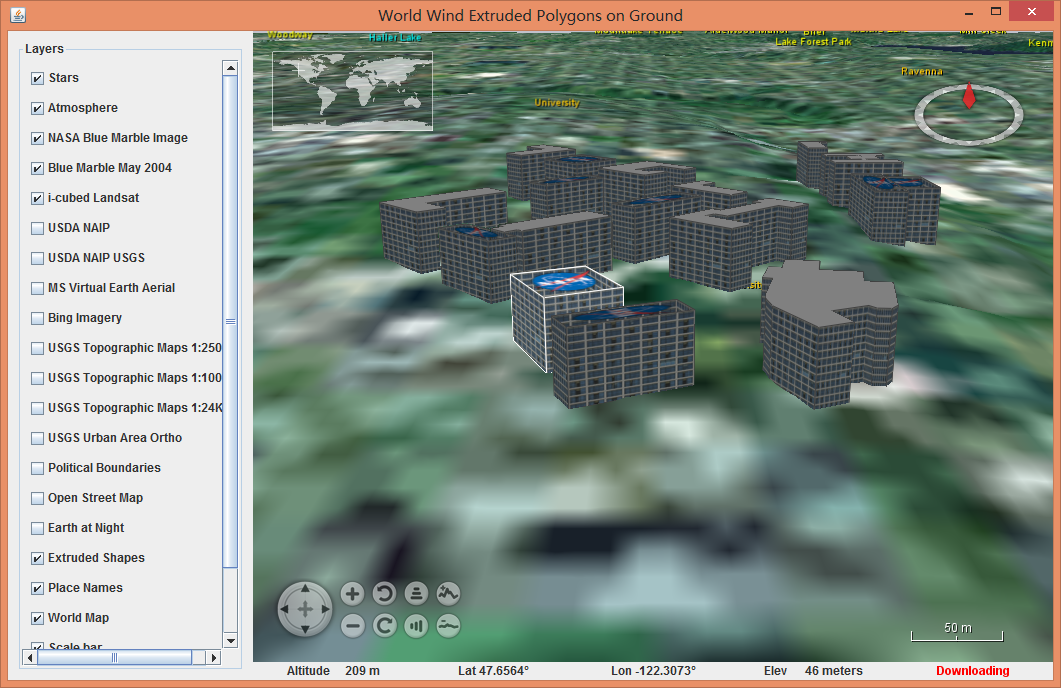 World Wind Extruded Polygons on Ground
Layers
Stars
Atmosphere
NASA Blue Marble Image
Blue Marble May 2004
i-cubed Landsat
USDA NAIP
USDA NAIP USGS
MS Virtual Earth Aerial
Bing Imagery
USGS Topographic Maps 1:250
USGS Topographic Maps 1:100
USGS Topographic Maps 1:24K
USGS Urban Area Ortho
Political Boundaries
Open Street Map
Earth at Night
Extruded Shapes
Place Names
World Map
Scale bar
Woodway
Haller Lake
Mountlake Terrace
Brier
Lake Forest Park
Kenm
Ravenna
University
50 m
Altitude 209 m Lat 47.6564° Lon -122.3073° Elev 46 meters Downloading